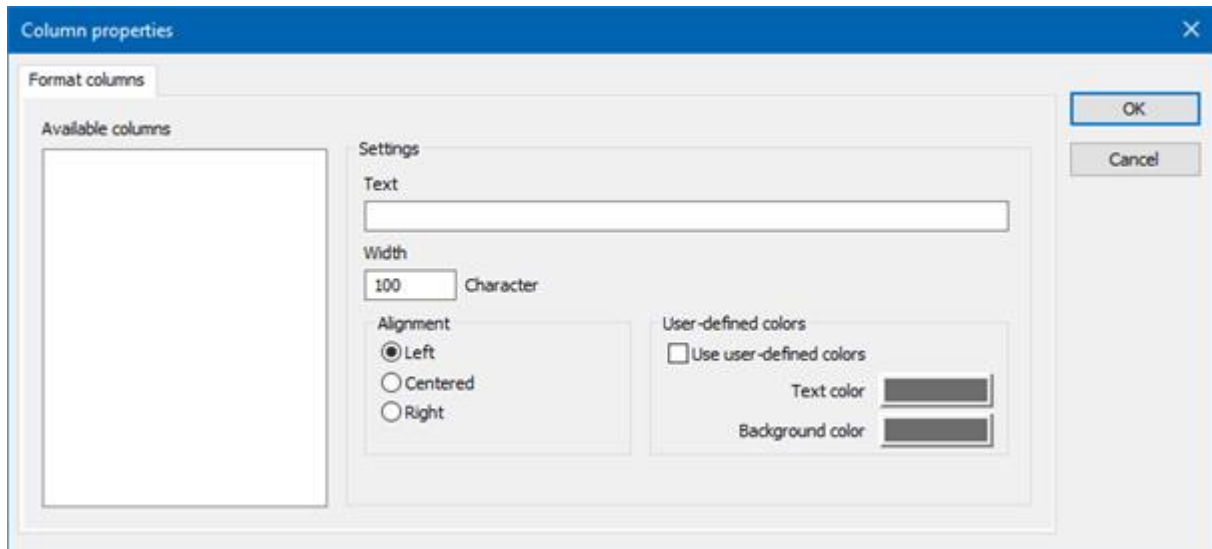 Column properties
Format columns
OK
Cancel
Available columns
Settings
Text
Width
100 Character
Alignment
Left
Centered
Right
User-defined colors
Use user-defined colors
Text color
Background color